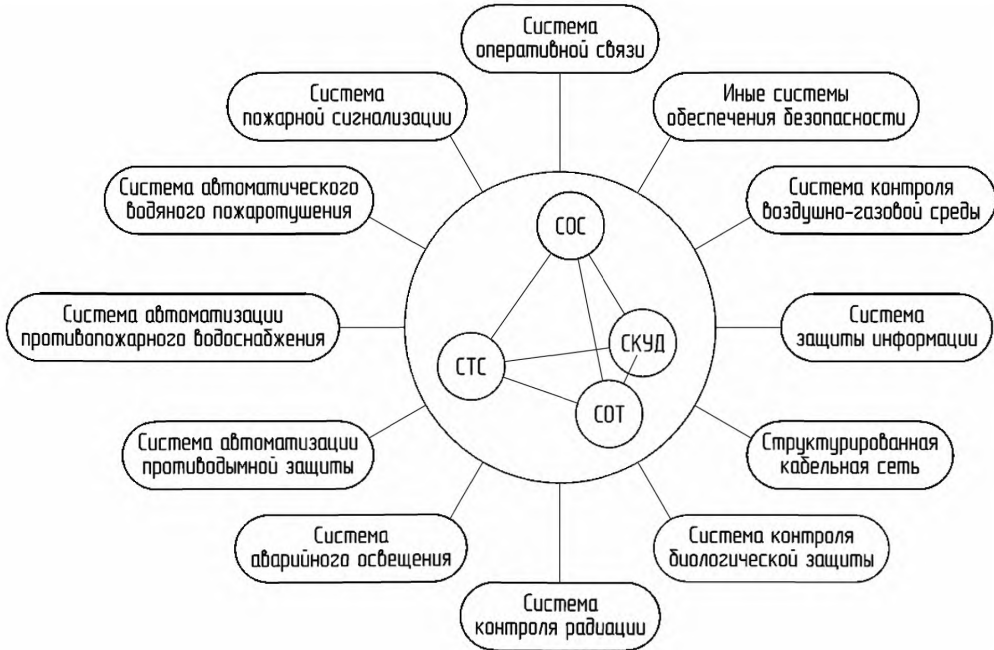 Система
оперативной связи
Система
пожарной сигнализации
Иные системы
обеспечения безопасности
Система автоматического
водяного пожаротушения
Система контроля
воздушно-газовой среды
СОС
Система автоматизации
противопожарного водоснабжения
СТС
СКУД
СОТ
Система
защиты информации
Система автоматизации
противодымной защиты
Структурированная
кабельная сеть
Система
аварийного освещения
Система контроля
биологической защиты
Система
контроля радиации